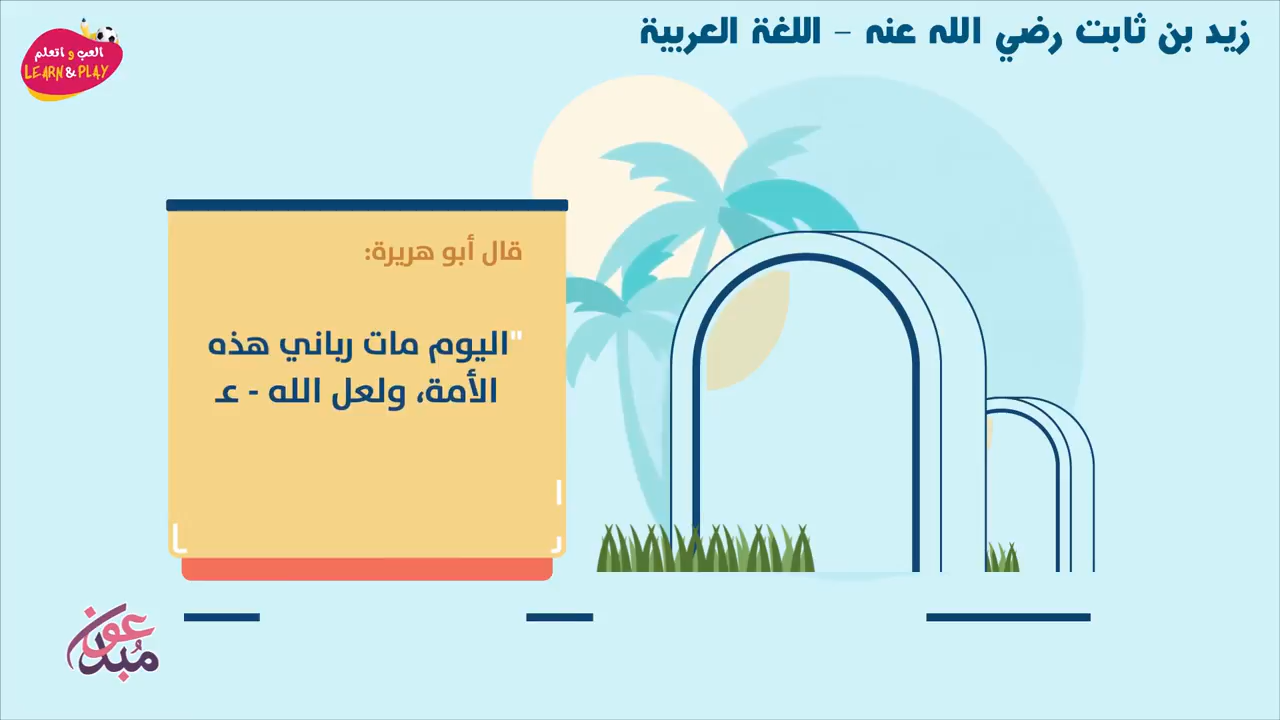 زيد بن ثابت رضي الله عنه – اللغة العربية
العب و اتعلم
LEARN & PLAY
قال أبو هريرة:
"اليوم مات رباني هذه
الأمة، ولعل الله - عـ
مبدعون